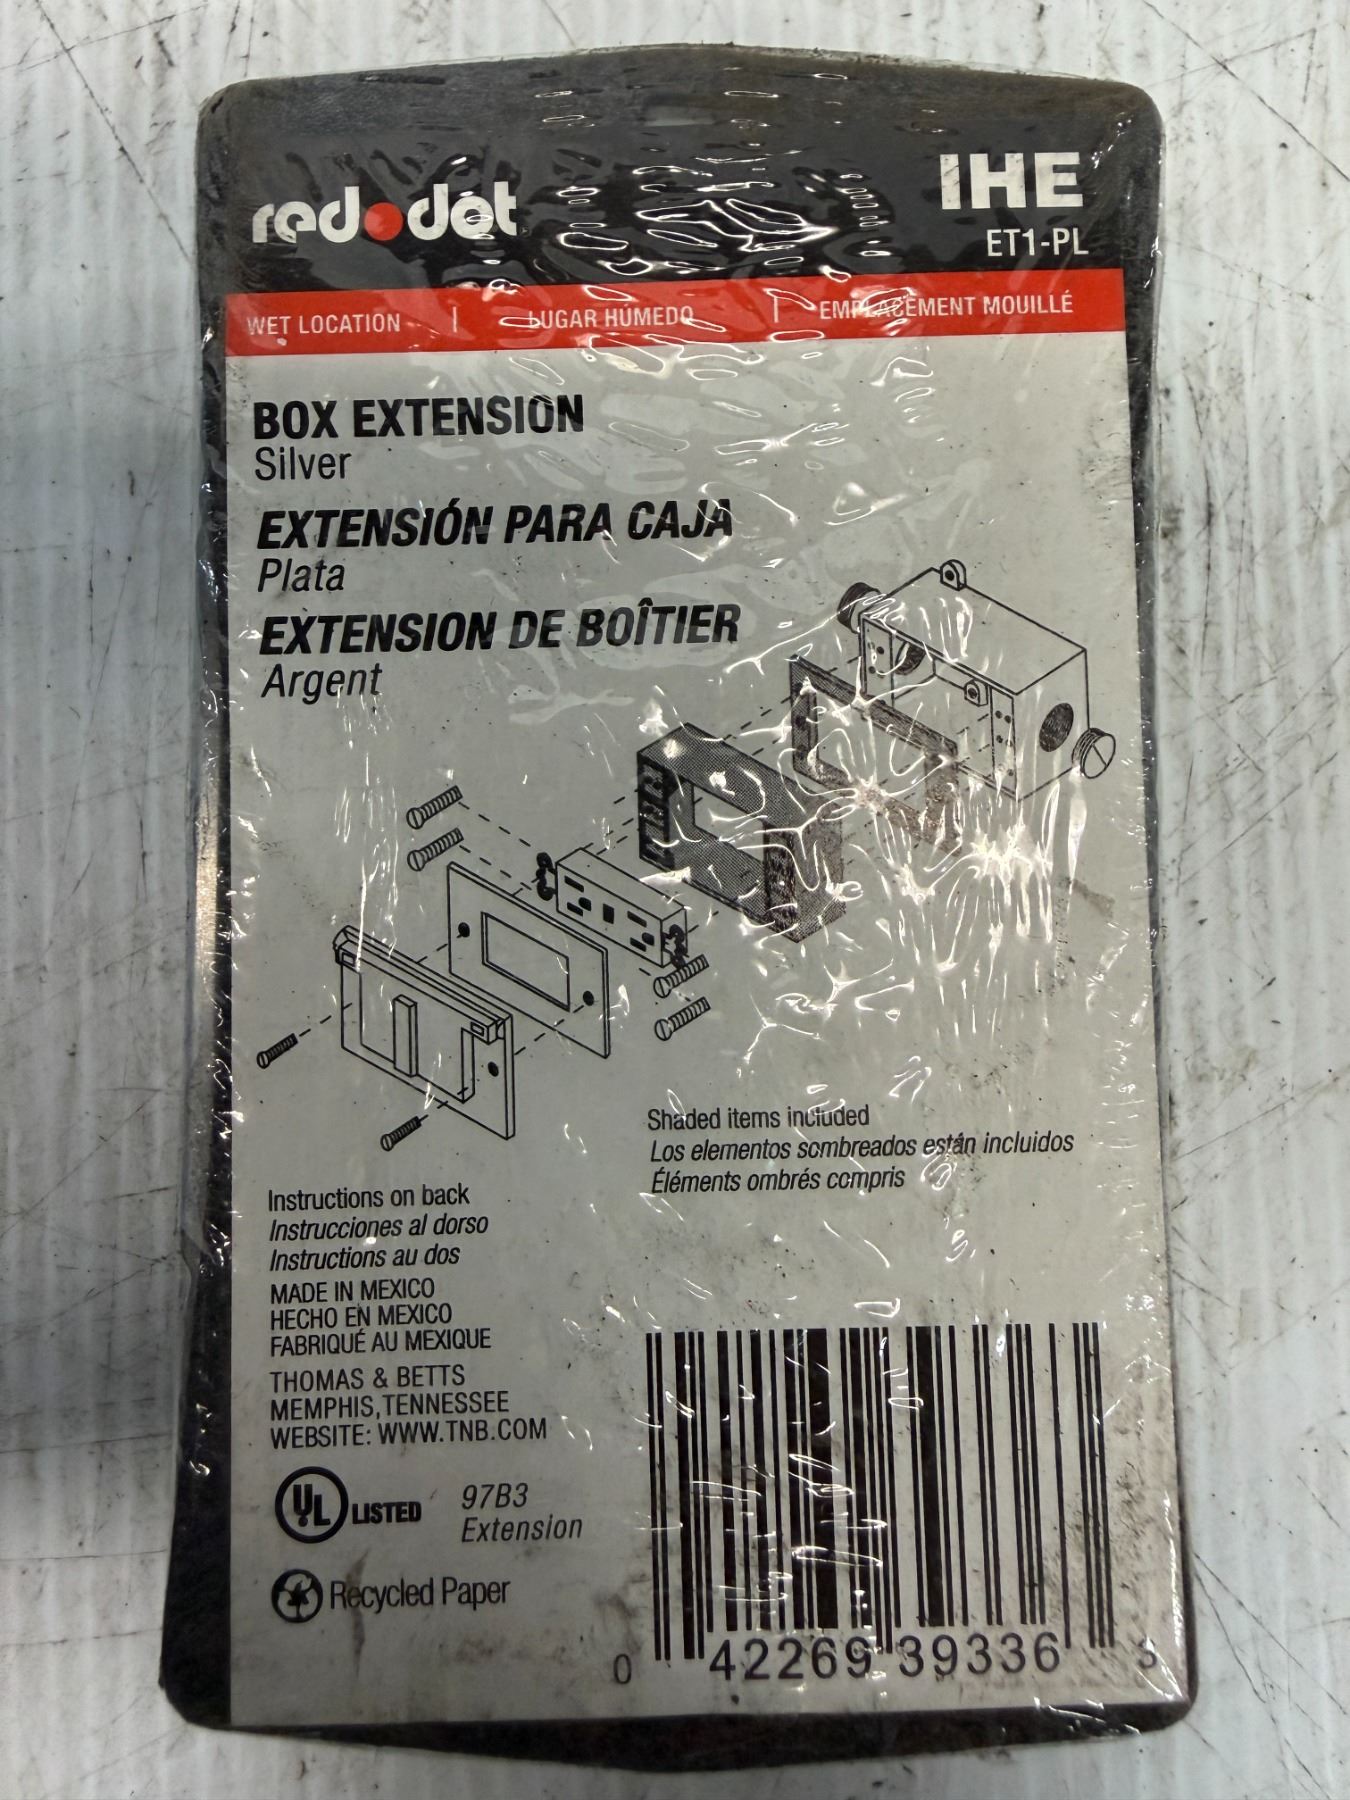 red dot
IHE
ET1-PL
WET LOCATION | LUGAR HÚMEDO | EMPLACEMENT MOUILLÉ
BOX EXTENSION
Silver
EXTENSIÓN PARA CAJA
Plata
EXTENSION DE BOÎTIER
Argent
Shaded items included
Los elementos sombreados están incluidos
Éléments ombrés compris
Instructions on back
Instrucciones al dorso
Instructions au dos
MADE IN MEXICO
HECHO EN MEXICO
FABRIQUÉ AU MEXIQUE
THOMAS & BETTS
MEMPHIS, TENNESSEE
WEBSITE: WWW.TNB.COM
UL LISTED 97B3
Extension
Recycled Paper
0 42269 39336